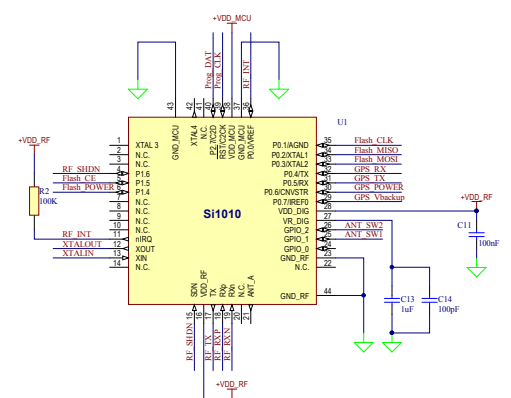 +VDD_MCU
Prog_DAT
Prog_CLK
RF_INT
43
42
41
40
39
38
37
36
GND_MCU
XTAL4
N.C.
P2.7/C2D
RST/C2CK
VDD_MCU
GND_MCU
P0.0/VREF
U1
+VDD_RF
R2
100K
RF_SHDN
Flash_CE
Flash_POWER
RF_INT
XTALOUT
XTALIN
1 XTAL 3
2 N.C.
3 N.C.
4 P1.6
5 P1.5
6 P1.4
7 N.C.
8 N.C.
9 N.C.
10 N.C.
11 nIRQ
12 XOUT
13 XIN
14 N.C.
Si1010
P0.1/AGND 35 Flash_CLK
P0.2/XTAL1 34 Flash_MISO
P0.3/XTAL2 33 Flash_MOSI
P0.4/TX 32 GPS_RX
P0.5/RX 31 GPS_TX
P0.6/CNVSTR 30 GPS_POWER
P0.7/IREF0 29 GPS_Vbackup
VDD_DIG 28
VR_DIG 27
GPIO_2 26 ANT_SW2
GPIO_1 25 ANT_SW1
GPIO_0 24
GND_RF 23
N.C. 22
GND_RF 44
+VDD_RF
C11
100nF
C13
1uF
C14
100pF
SDN
VDD_RF
TX
RXp
RXn
N.C.
ANT_A
15
16
17
18
19
20
21
RF_SHDN
RF_TX
RF_RXP
RF_RXN
+VDD_RF